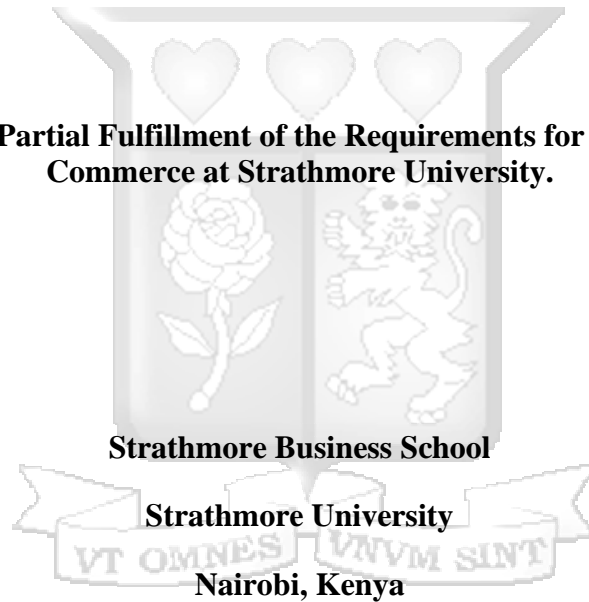 Partial Fulfillment of the Requirements for
Commerce at Strathmore University.
Strathmore Business School
Strathmore University
VT OMNES VNVM SINT
Nairobi, Kenya